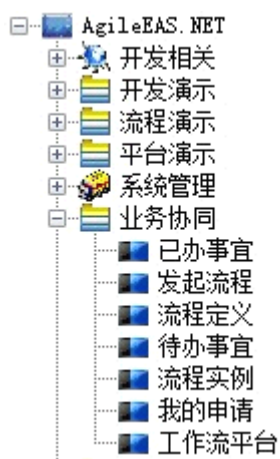 AgileEAS.NET
开发相关
开发演示
流程演示
平台演示
系统管理
业务协同
已办事宜
发起流程
流程定义
待办事宜
流程实例
我的申请
工作流平台